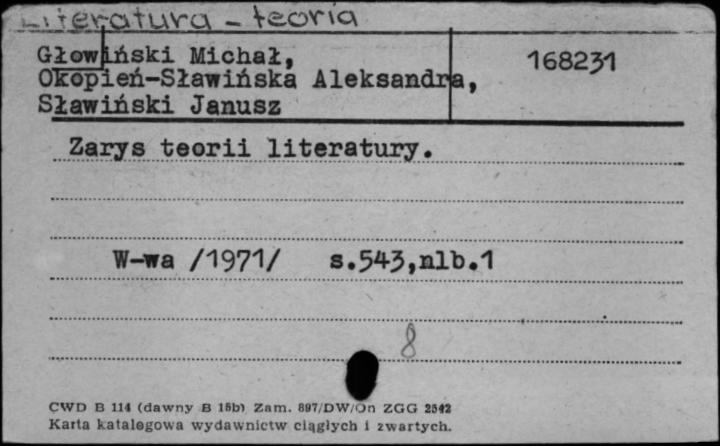 Literatura - teoria
Głowiński Michał,
168231
Okopień-Sławińska Aleksandra,
Sławiński Janusz
Zarys teorii literatury.
W-wa /1971/ s.543,nlb.1
8
CWD B 114 (dawny B 15b) Zam. 897/DW/On ZGG 2542
Karta katalogowa wydawnictw ciągłych i zwartych.